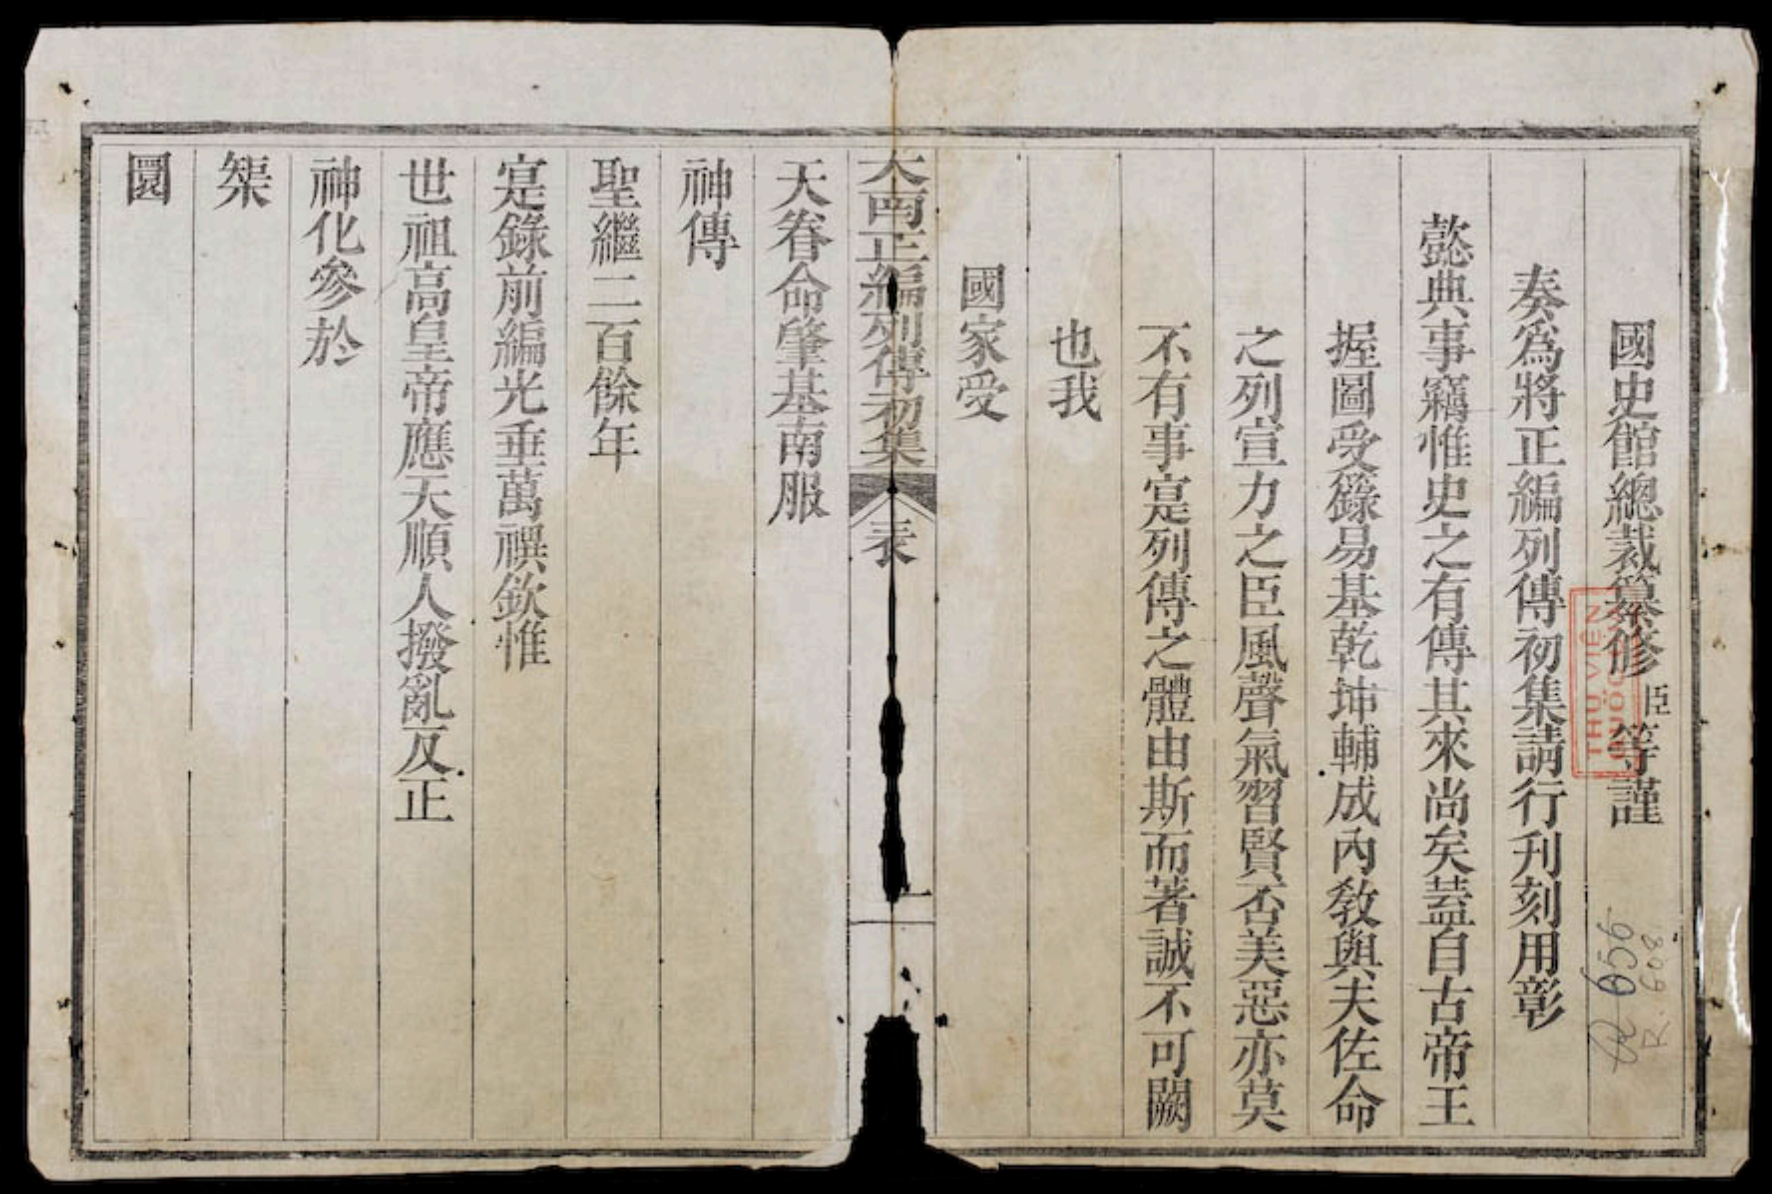 國史館總裁纂修臣等謹
奏爲將正編列傳初集請行刋刻用彰
懿典事竊惟史之有傳其來尚矣蓋自古帝王
握圖受籙昜基乾坤輔成內敎與夫佐命
之列宣力之臣風聲氣習賢否美惡亦莫
不有事寔列傳之體由斯而著誠不可闕
也我
國家受
大南正編列傳初集 表 一
天眷命肇基南服
神傳
聖繼二百餘年
寔錄前編光垂萬禩欽惟
世祖高皇帝應天順人撥亂反正
神化參於
榘
圜
THƯ VIỆN
R 656
R. 608